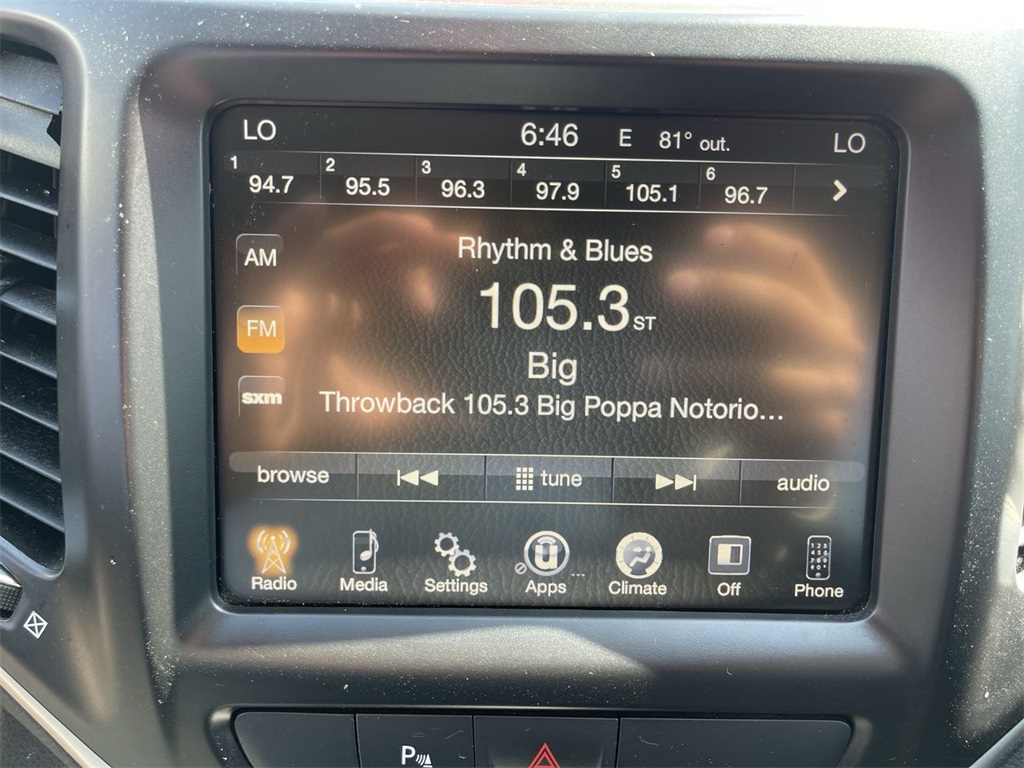 LO 6:46 E 81° out. LO
1 2 3 4 5 6
94.7 95.5 96.3 97.9 105.1 96.7
AM
Rhythm & Blues
105.3 ST
FM
Big
sxm
Throwback 105.3 Big Poppa Notorio...
browse tune audio
Radio Media Settings Apps Climate Off Phone
P